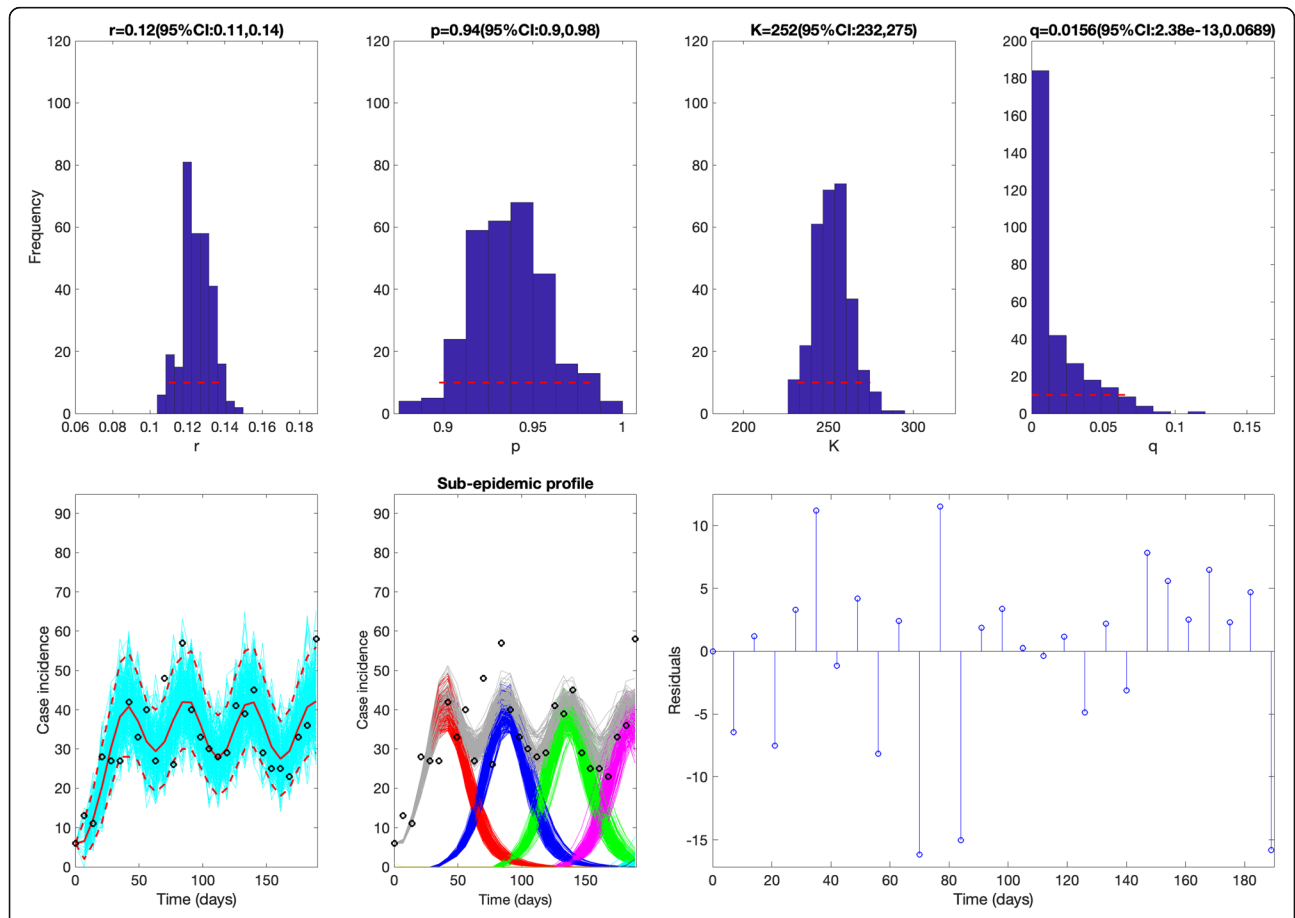 r=0.12(95%CI:0.11,0.14)
120
100
80
60
40
20
0
Frequency
0.06 0.08 0.1 0.12 0.14 0.16 0.18
r
p=0.94(95%CI:0.9,0.98)
120
100
80
60
40
20
0
0.9 0.95 1
p
K=252(95%CI:232,275)
120
100
80
60
40
20
0
200 250 300
K
q=0.0156(95%CI:2.38e-13,0.0689)
200
180
160
140
120
100
80
60
40
20
0
0 0.05 0.1 0.15
q
90
80
70
60
50
40
30
20
10
0
Case incidence
0 50 100 150
Time (days)
Sub-epidemic profile
90
80
70
60
50
40
30
20
10
0
Case incidence
0 50 100 150
Time (days)
10
5
0
-5
-10
-15
Residuals
0 20 40 60 80 100 120 140 160 180
Time (days)